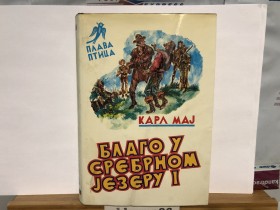 ПЛАВА
ПТИЦА
КАРЛ МАЈ
БЛАГО У
СРЕБРНОМ
ЈЕЗЕРУ I